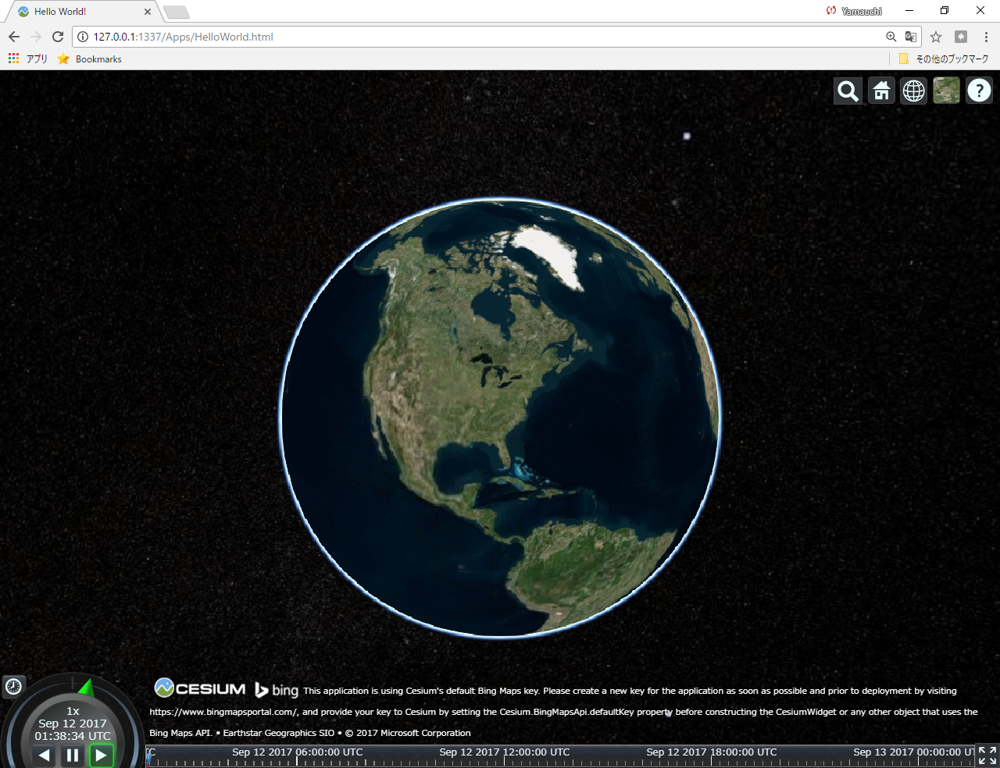 Hello World!
Yamauchi
127.0.0.1:1337/Apps/HelloWorld.html
アプリ
Bookmarks
その他のブックマーク
?
CESIUM
bing
This application is using Cesium's default Bing Maps key. Please create a new key for the application as soon as possible and prior to deployment by visiting
https://www.bingmapsportal.com/, and provide your key to Cesium by setting the Cesium.BingMapsApi.defaultKey property before constructing the CesiumWidget or any other object that uses the
Bing Maps API. • Earthstar Geographics SIO • © 2017 Microsoft Corporation
1x
Sep 12 2017
01:38:34 UTC
TC
Sep 12 2017 06:00:00 UTC
Sep 12 2017 12:00:00 UTC
Sep 12 2017 18:00:00 UTC
Sep 13 2017 00:00:00 UT